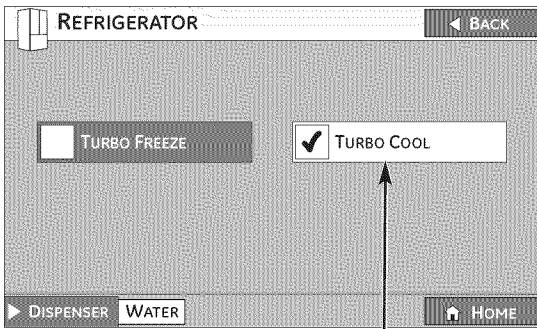 REFRIGERATOR
BACK
TURBO FREEZE
TURBO COOL
DISPENSER WATER
HOME